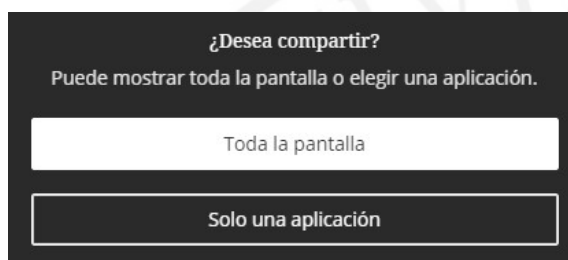 ¿Desea compartir?
Puede mostrar toda la pantalla o elegir una aplicación.
Toda la pantalla
Solo una aplicación